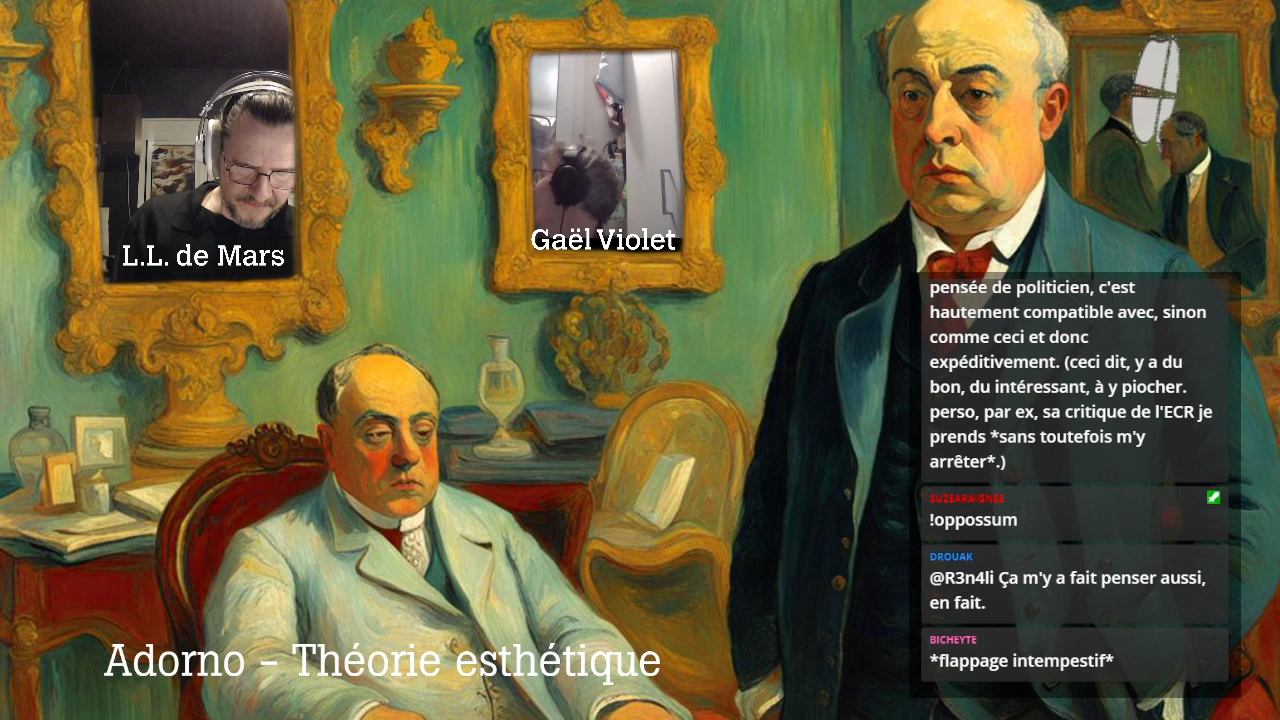 L.L. de Mars
Gaël Violet
pensée de politicien, c'est
hautement compatible avec, sinon
comme ceci et donc
expéditivement. (ceci dit, y a du
bon, du intéressant, à y piocher.
perso, par ex, sa critique de l'ECR je
prends *sans toutefois m'y
arrêter*.)
SUZEARAIGNES
!oppossum
DROUAK
@R3n4li Ça m'y a fait penser aussi,
en fait.
BICHEYTE
*flappage intempestif*
Adorno – Théorie esthétique